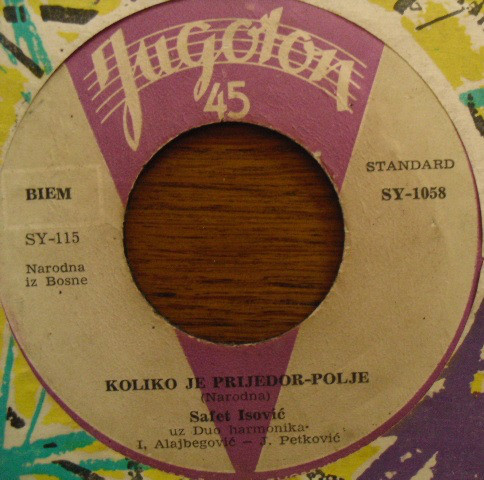 Jugoton
45
STANDARD
BIEM
SY-1058
SY-115
Narodna
iz Bosne
KOLIKO JE PRIJEDOR-POLJE
(Narodna)
Safet Isović
uz Duo harmonika
I. Alajbegović - J. Petković